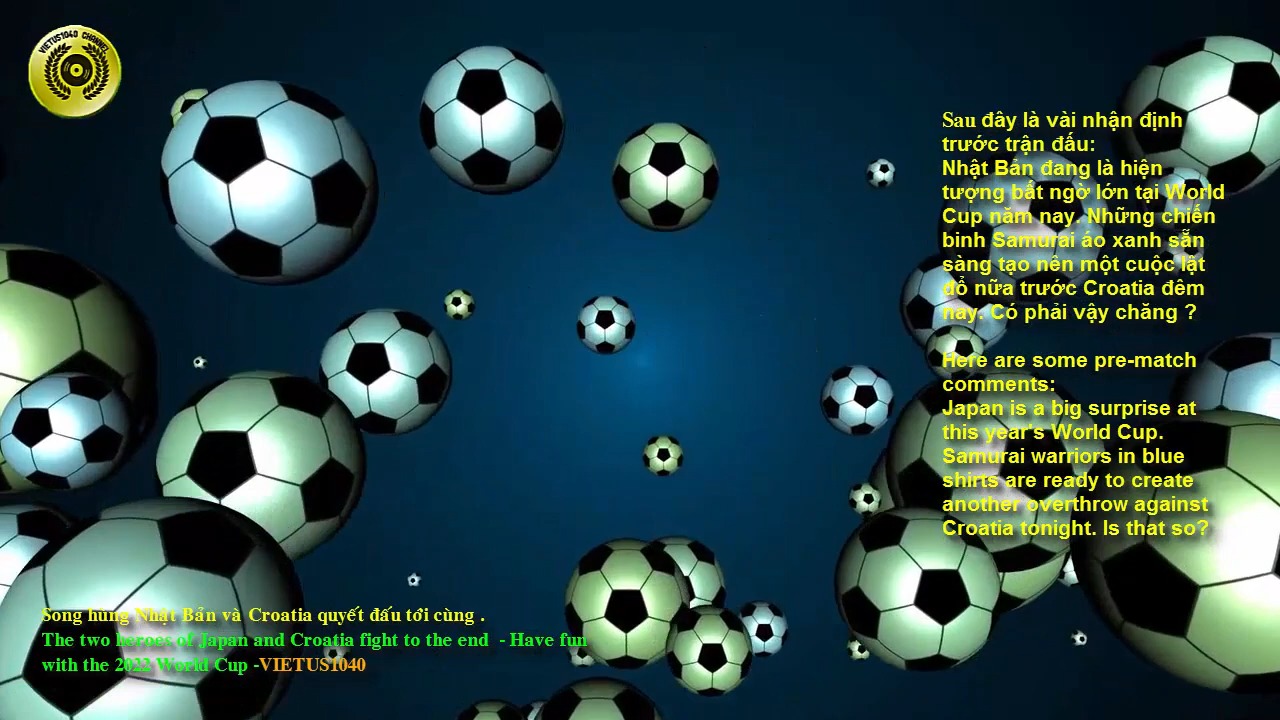 VIETUS1040 CHANNEL
Sau đây là vài nhận định
trước trận đấu:
Nhật Bản đang là hiện
tượng bất ngờ lớn tại World
Cup năm nay. Những chiến
binh Samurai áo xanh sẵn
sàng tạo nên một cuộc lật
đổ nữa trước Croatia đêm
nay. Có phải vậy chăng ?
Here are some pre-match
comments:
Japan is a big surprise at
this year's World Cup.
Samurai warriors in blue
shirts are ready to create
another overthrow against
Croatia tonight. Is that so?
Song hùng Nhật Bản và Croatia quyết đấu tới cùng .
The two heroes of Japan and Croatia fight to the end - Have fun
with the 2022 World Cup -VIETUS1040